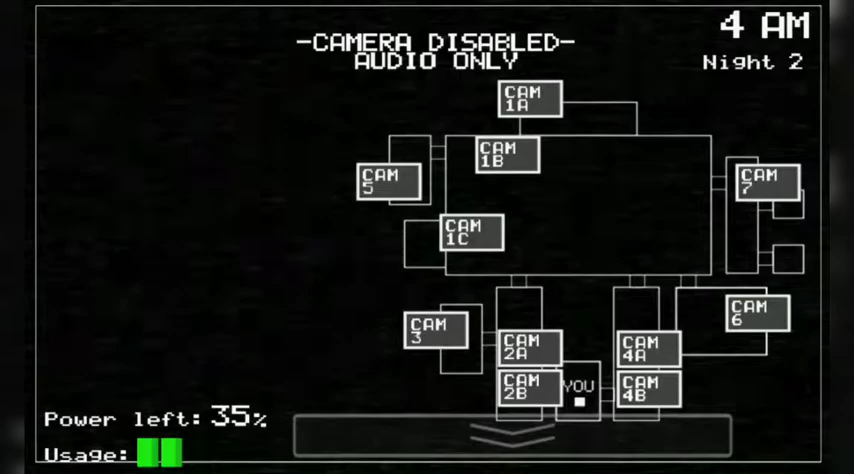 4 AM
-CAMERA DISABLED-
AUDIO ONLY
Night 2
CAM
1A
CAM
1B
CAM
5
CAM
7
CAM
1C
CAM
6
CAM
3
CAM
2A
CAM
4A
CAM
2B
YOU
CAM
4B
Power left: 35%
Usage: